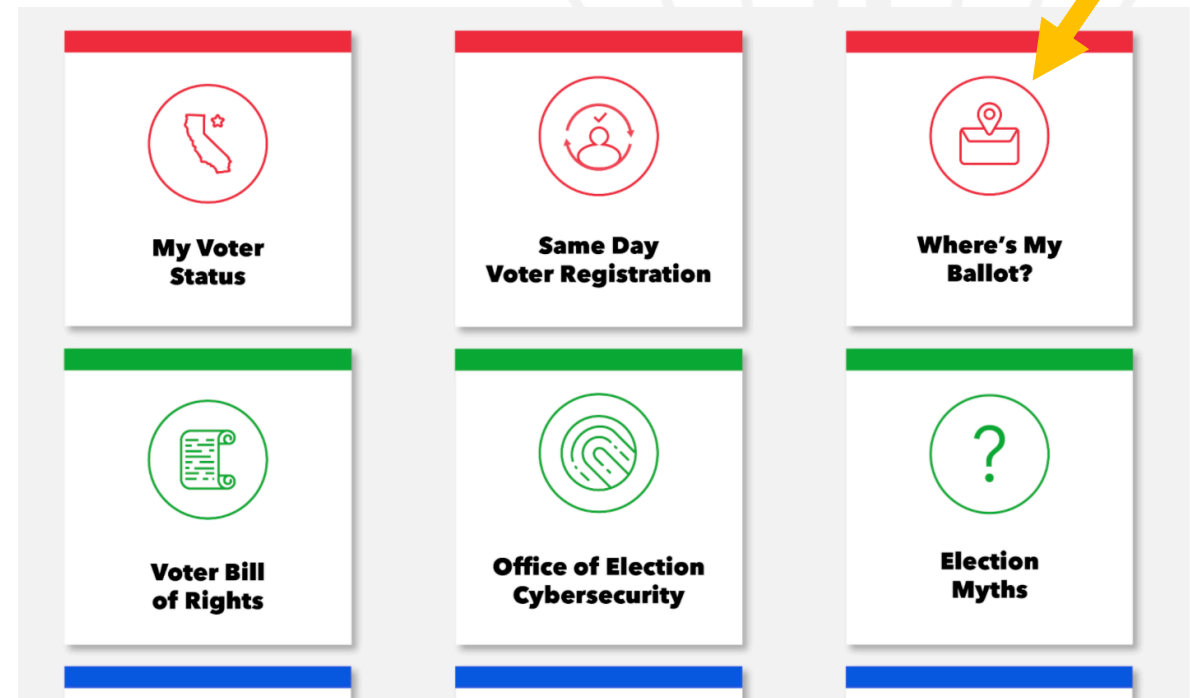 My Voter
Status
Same Day
Voter Registration
Where's My
Ballot?
Voter Bill
of Rights
Office of Election
Cybersecurity
?
Election
Myths